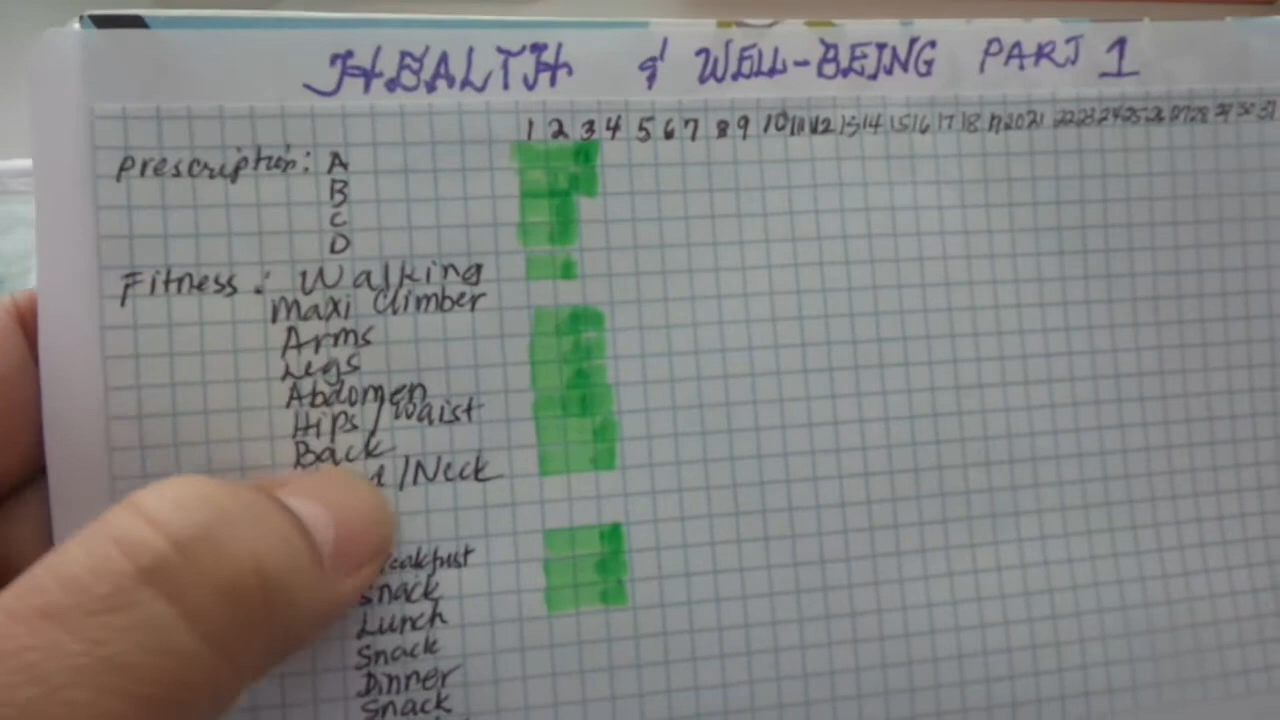 HEALTH & WELL-BEING PART 1
1 2 3 4 5 6 7 8 9 10 11 12 13 14 15 16 17 18 19 20 21 22 23 24 25 26 27 28 29 30 31
Prescription: A
B
C
D
Fitness: Walking
Maxi Climber
Arms
Legs
Abdomen
Hips/Waist
Back
/Neck
eakfast
Snack
Lunch
Snack
Dinner
Snack